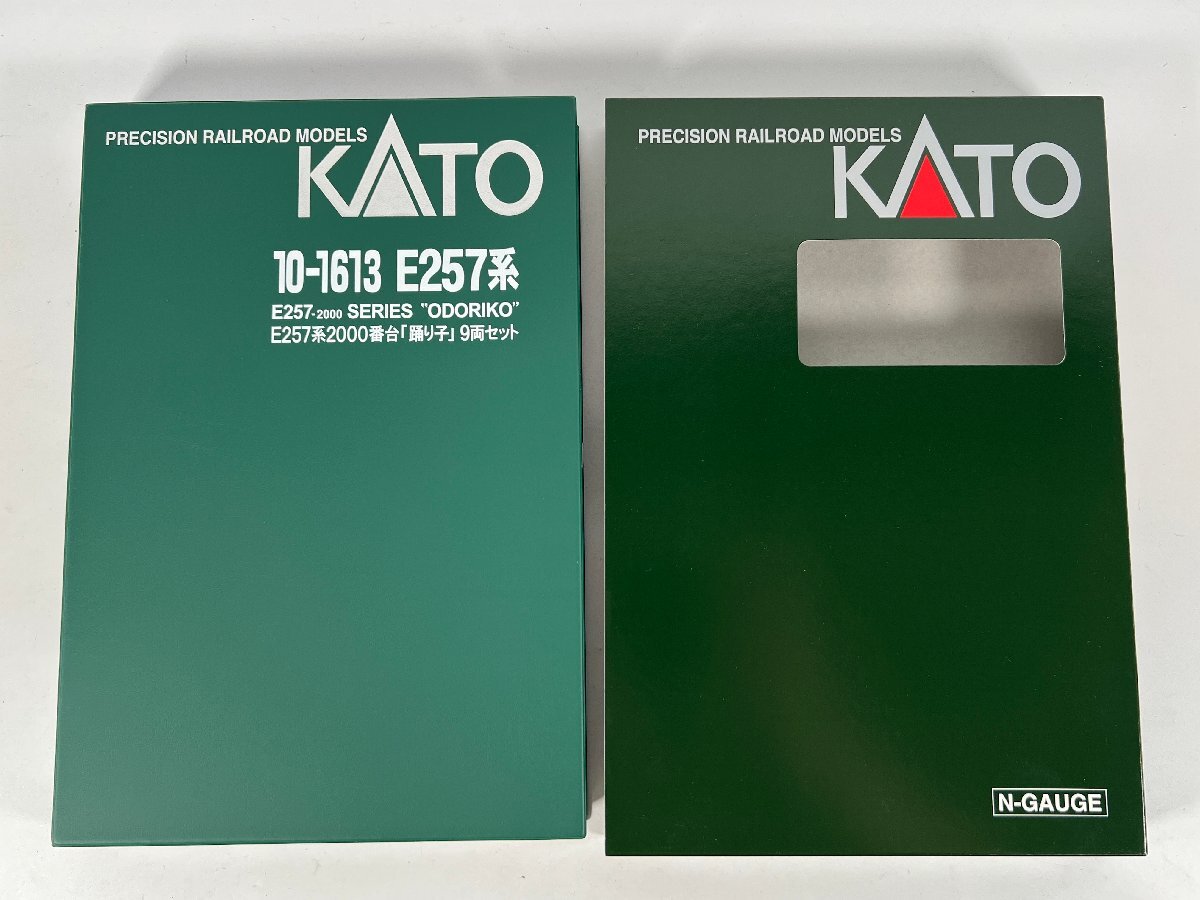 PRECISION RAILROAD MODELS
KATO
10-1613 E257系
E257-2000 SERIES "ODORIKO"
E257系2000番台「踊り子」9両セット
PRECISION RAILROAD MODELS
KATO
N-GAUGE